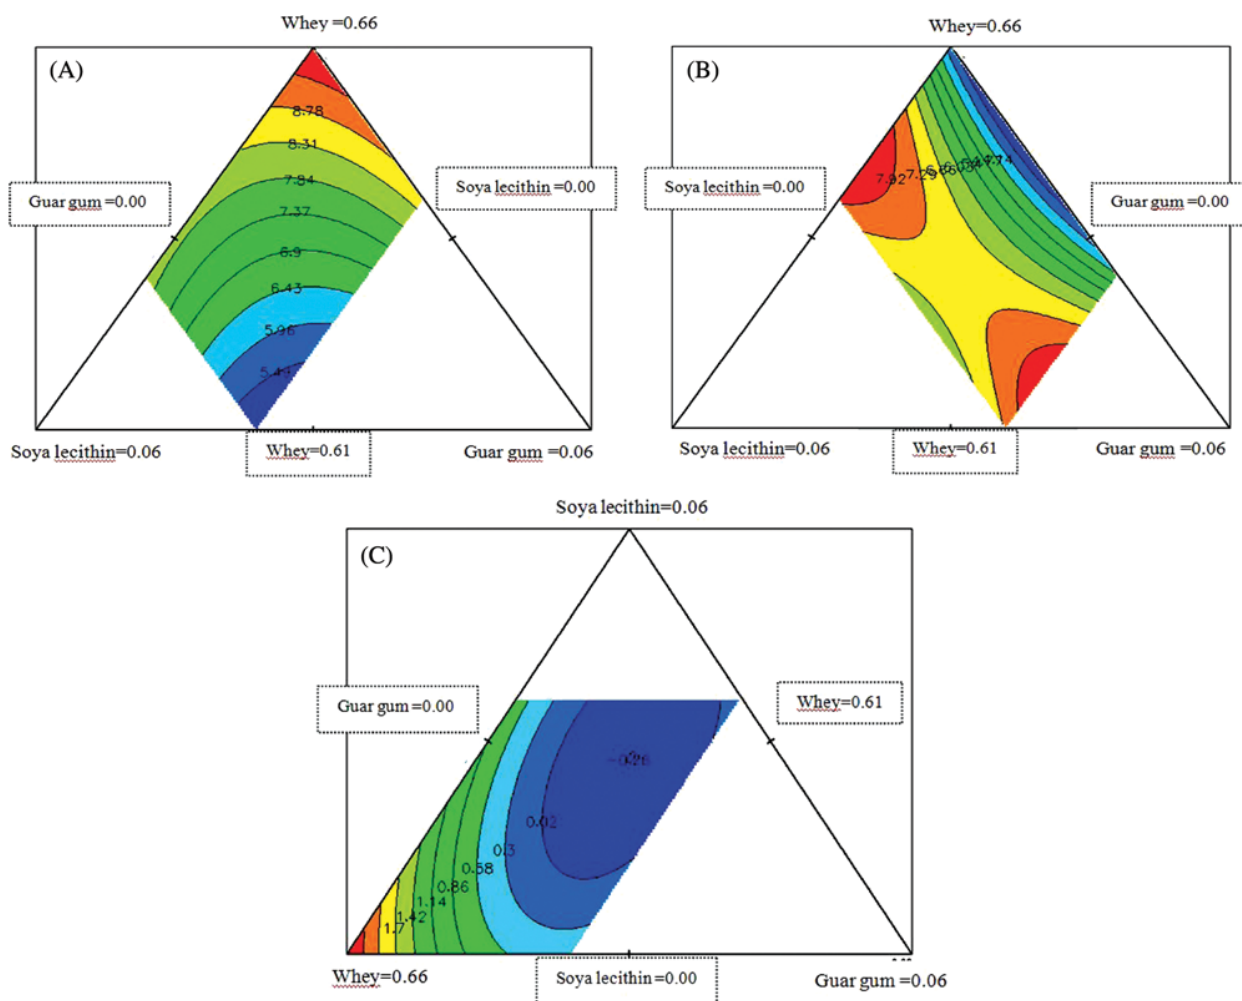 Whey =0.66
(A)
8.78
8.31
7.84
7.37
6.9
6.43
5.96
Guar gum =0.00
Soya lecithin=0.00
Soya lecithin=0.06
Whey=0.61
Guar gum =0.06
Whey=0.66
(B)
7.92
7.29
Soya lecithin=0.00
Guar gum =0.00
Soya lecithin=0.06
Whey=0.61
Guar gum =0.06
Soya lecithin=0.06
(C)
Guar gum =0.00
Whey=0.61
0.02
0.3
0.58
0.86
1.14
1.42
1.7
Whey=0.66
Soya lecithin=0.00
Guar gum =0.06